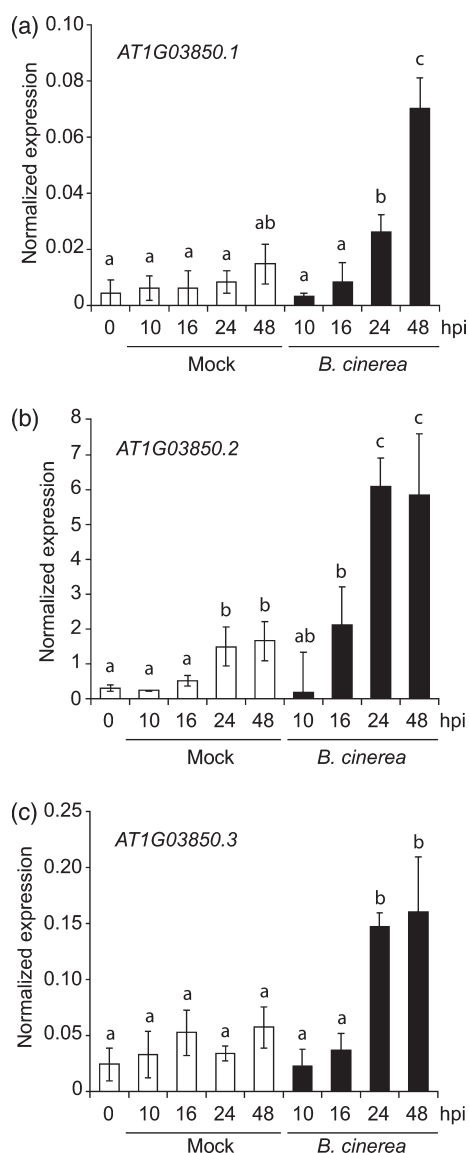 (a)
AT1G03850.1
Normalized expression
0.10
0.08
0.06
0.04
0.02
0
a a a a ab a a b c
0 10 16 24 48 10 16 24 48 hpi
Mock B. cinerea
(b)
AT1G03850.2
Normalized expression
8
7
6
5
4
3
2
1
0
a a a b b ab b c c
0 10 16 24 48 10 16 24 48 hpi
Mock B. cinerea
(c)
AT1G03850.3
Normalized expression
0.25
0.20
0.15
0.10
0.05
0
a a a a a a a b b
0 10 16 24 48 10 16 24 48 hpi
Mock B. cinerea